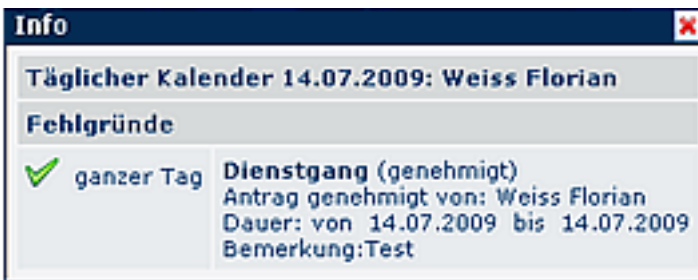 Info
Täglicher Kalender 14.07.2009: Weiss Florian
Fehlgründe
ganzer Tag
Dienstgang (genehmigt)
Antrag genehmigt von: Weiss Florian
Dauer: von 14.07.2009 bis 14.07.2009
Bemerkung:Test